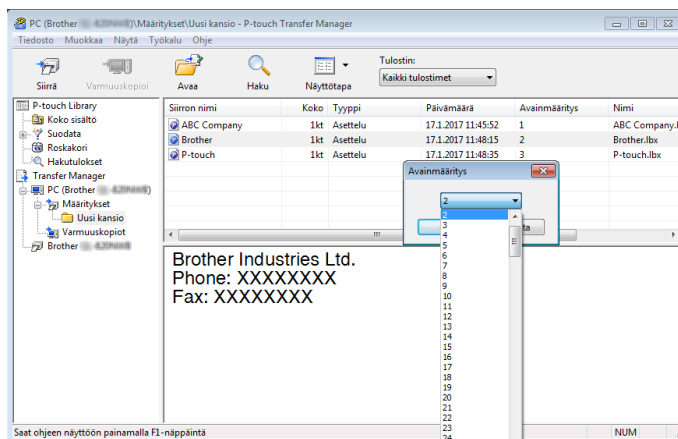 PC (Brother )\Määritykset\Uusi kansio - P-touch Transfer Manager
Tiedosto Muokkaa Näytä Työkalu Ohje
Siirrä Varmuuskopioi Avaa Haku Näyttötapa
Tulostin:
Kaikki tulostimet
P-touch Library
Koko sisältö
Suodata
Roskakori
Hakutulokset
Transfer Manager
PC (Brother )
Määritykset
Uusi kansio
Varmuuskopiot
Brother
Siirron nimi Koko Tyyppi Päivämäärä Avainmääritys Nimi
ABC Company 1kt Asettelu 17.1.2017 11:45:52 1 ABC Company.l
Brother 1kt Asettelu 17.1.2017 11:48:15 2 Brother.lbx
P-touch 1kt Asettelu 17.1.2017 11:48:35 3 P-touch.lbx
Avainmääritys
2
2
3
4
5
6
7
8
9
10
11
12
13
14
15
16
17
18
19
20
21
22
23
24
ta
Brother Industries Ltd.
Phone: XXXXXXXX
Fax: XXXXXXXX
Saat ohjeen näyttöön painamalla F1-näppäintä
NUM